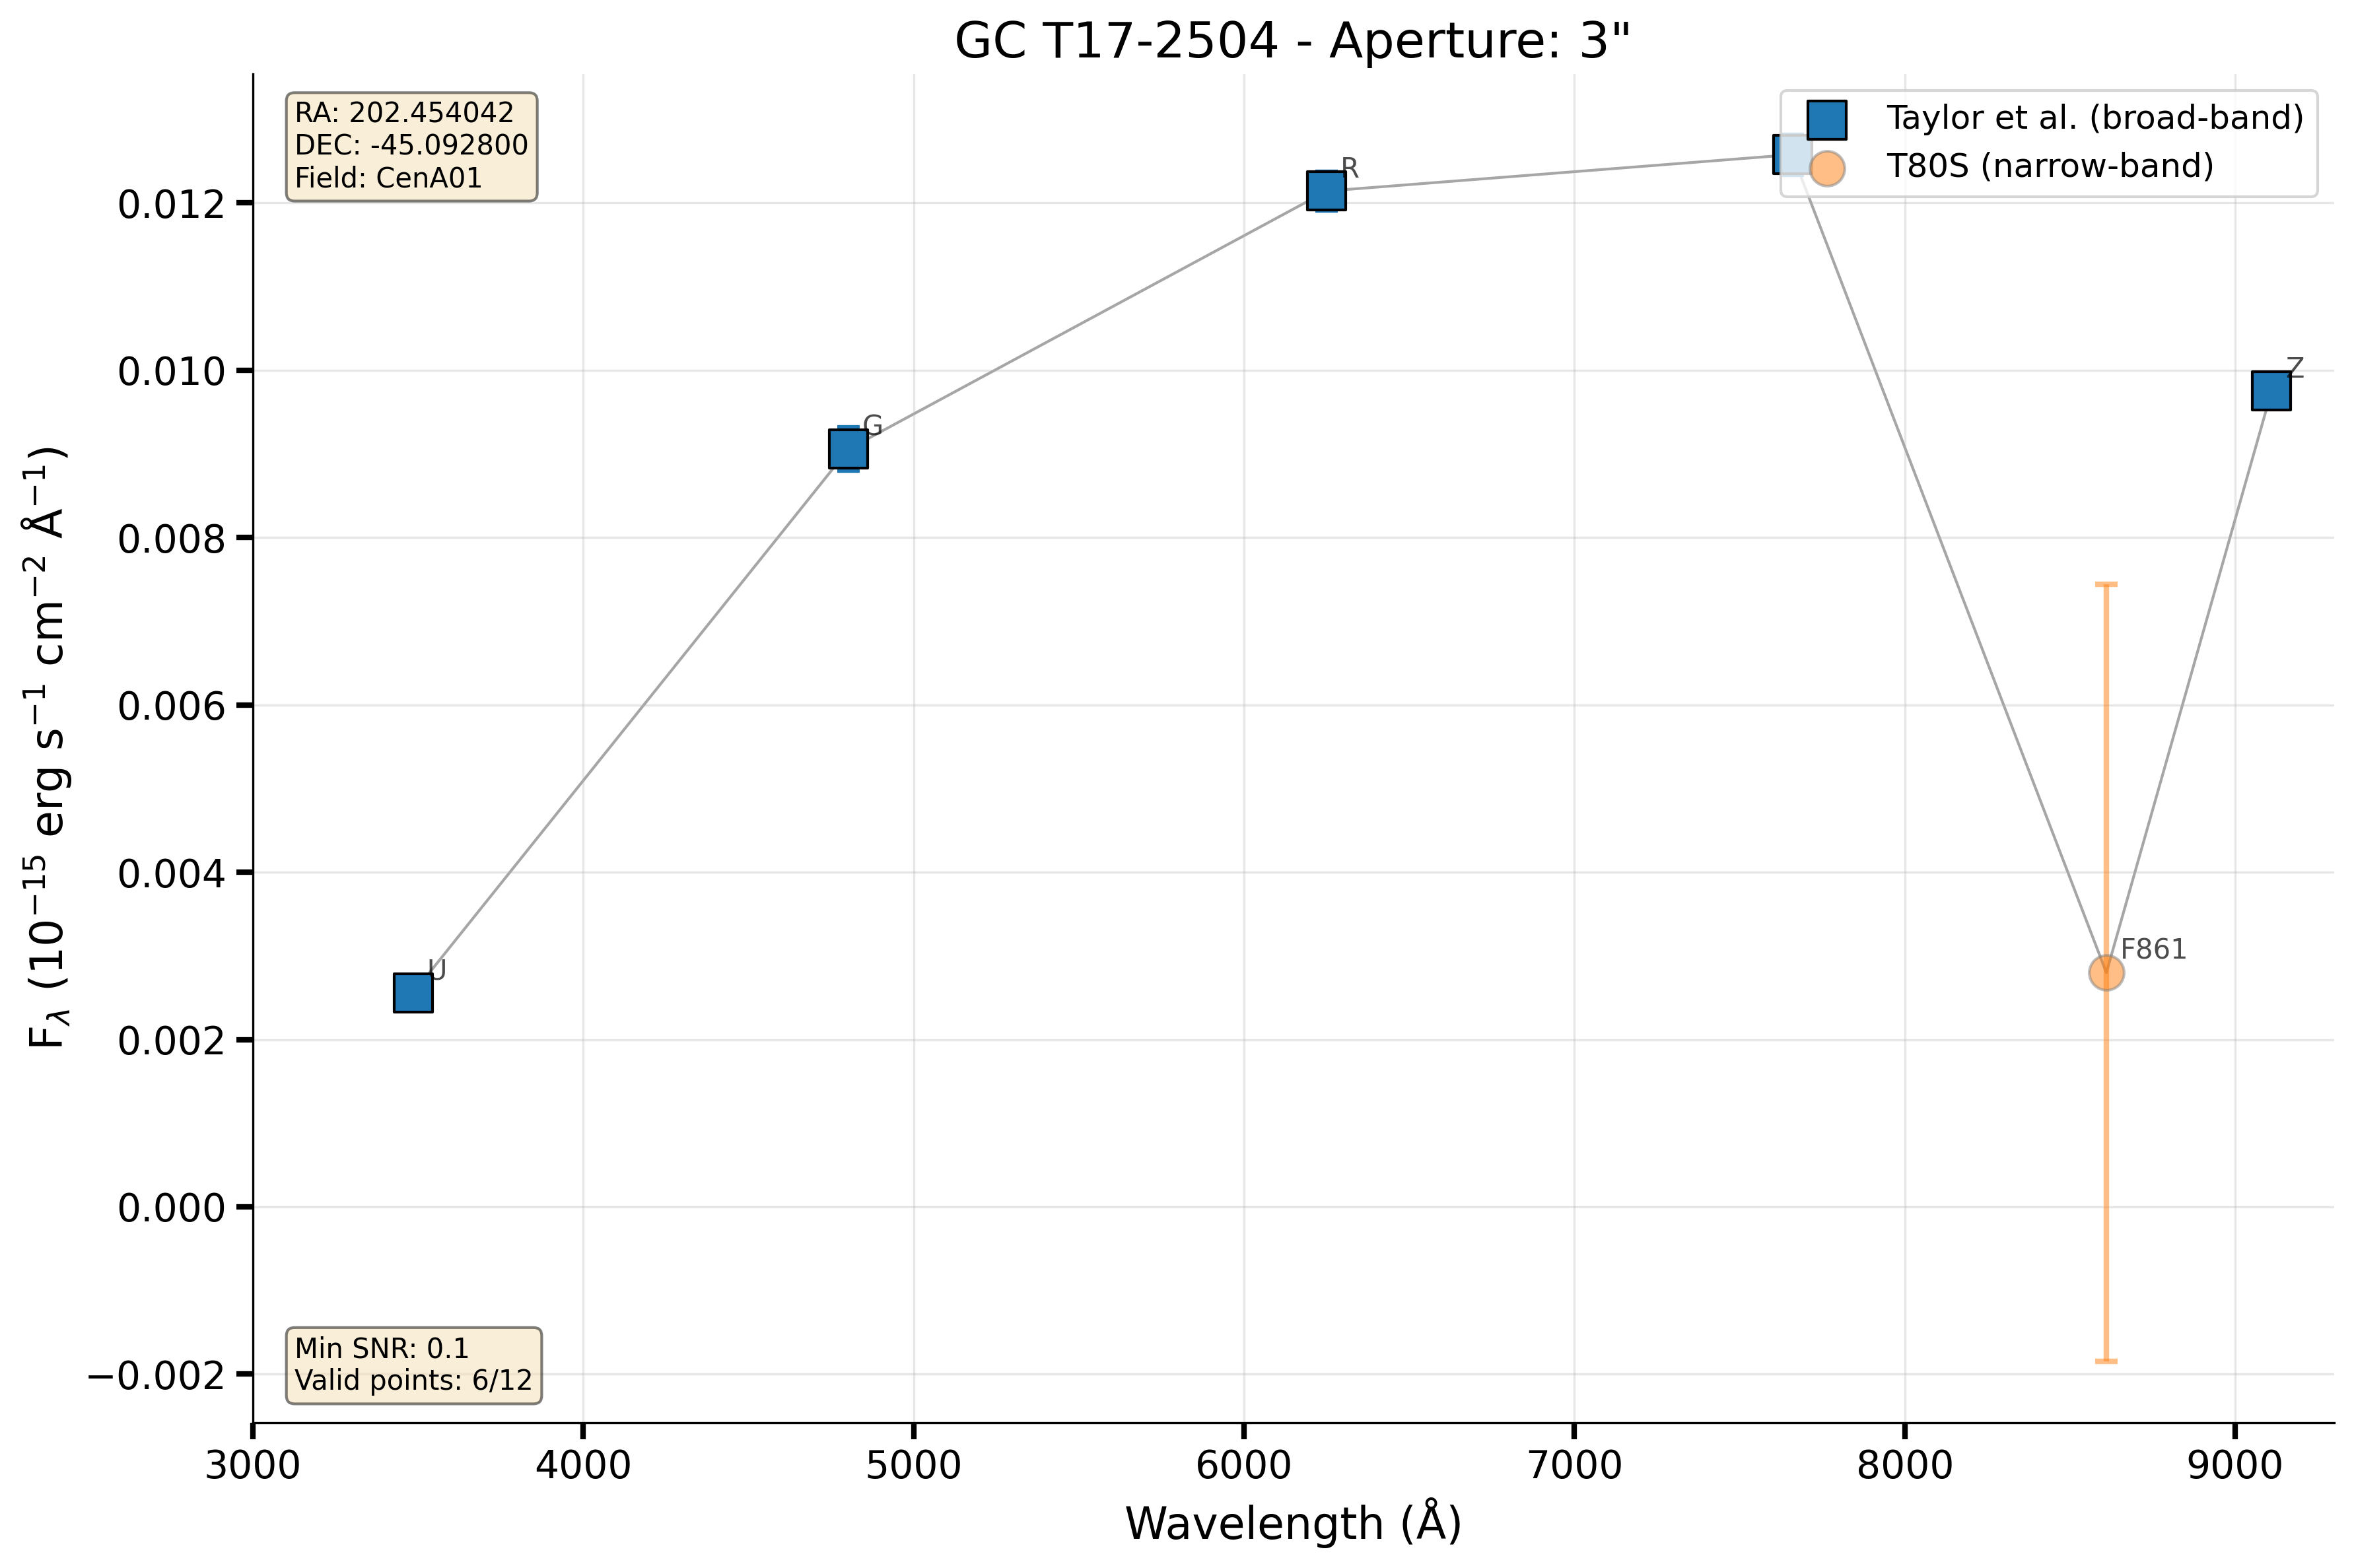 GC T17-2504 - Aperture: 3"
RA: 202.454042
DEC: -45.092800
Field: CenA01
Taylor et al. (broad-band)
T80S (narrow-band)
R
G
Z
U
F861
0.012
0.010
0.008
0.006
0.004
0.002
0.000
−0.002
F_λ (10⁻¹⁵ erg s⁻¹ cm⁻² Å⁻¹)
Min SNR: 0.1
Valid points: 6/12
3000 4000 5000 6000 7000 8000 9000
Wavelength (Å)